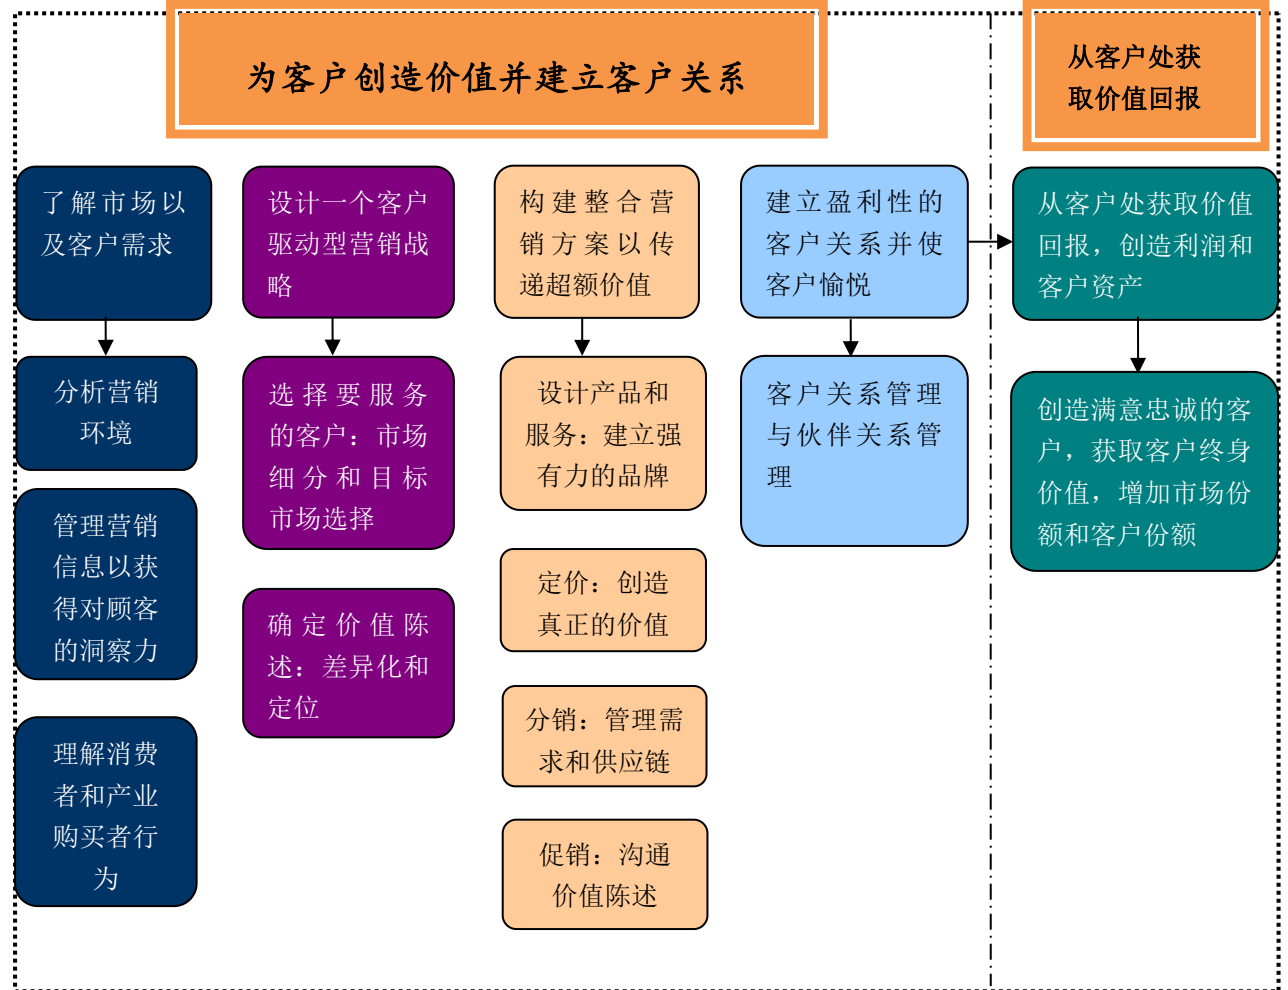 为客户创造价值并建立客户关系
从客户处获
取价值回报
了解市场以
及客户需求
设计一个客户
驱动型营销战
略
构建整合营
销方案以传
递超额价值
建立盈利性的
客户关系并使
客户愉悦
从客户处获取价值
回报，创造利润和
客户资产
分析营销
环境
管理营销
信息以获
得对顾客
的洞察力
理解消费
者和产业
购买者行
为
选择要服务
的客户：市场
细分和目标
市场选择
确定价值陈
述：差异化和
定位
设计产品和
服务：建立强
有力的品牌
定价：创造
真正的价值
分销：管理需
求和供应链
促销：沟通
价值陈述
客户关系管理
与伙伴关系管
理
创造满意忠诚的客
户，获取客户终身
价值，增加市场份
额和客户份额